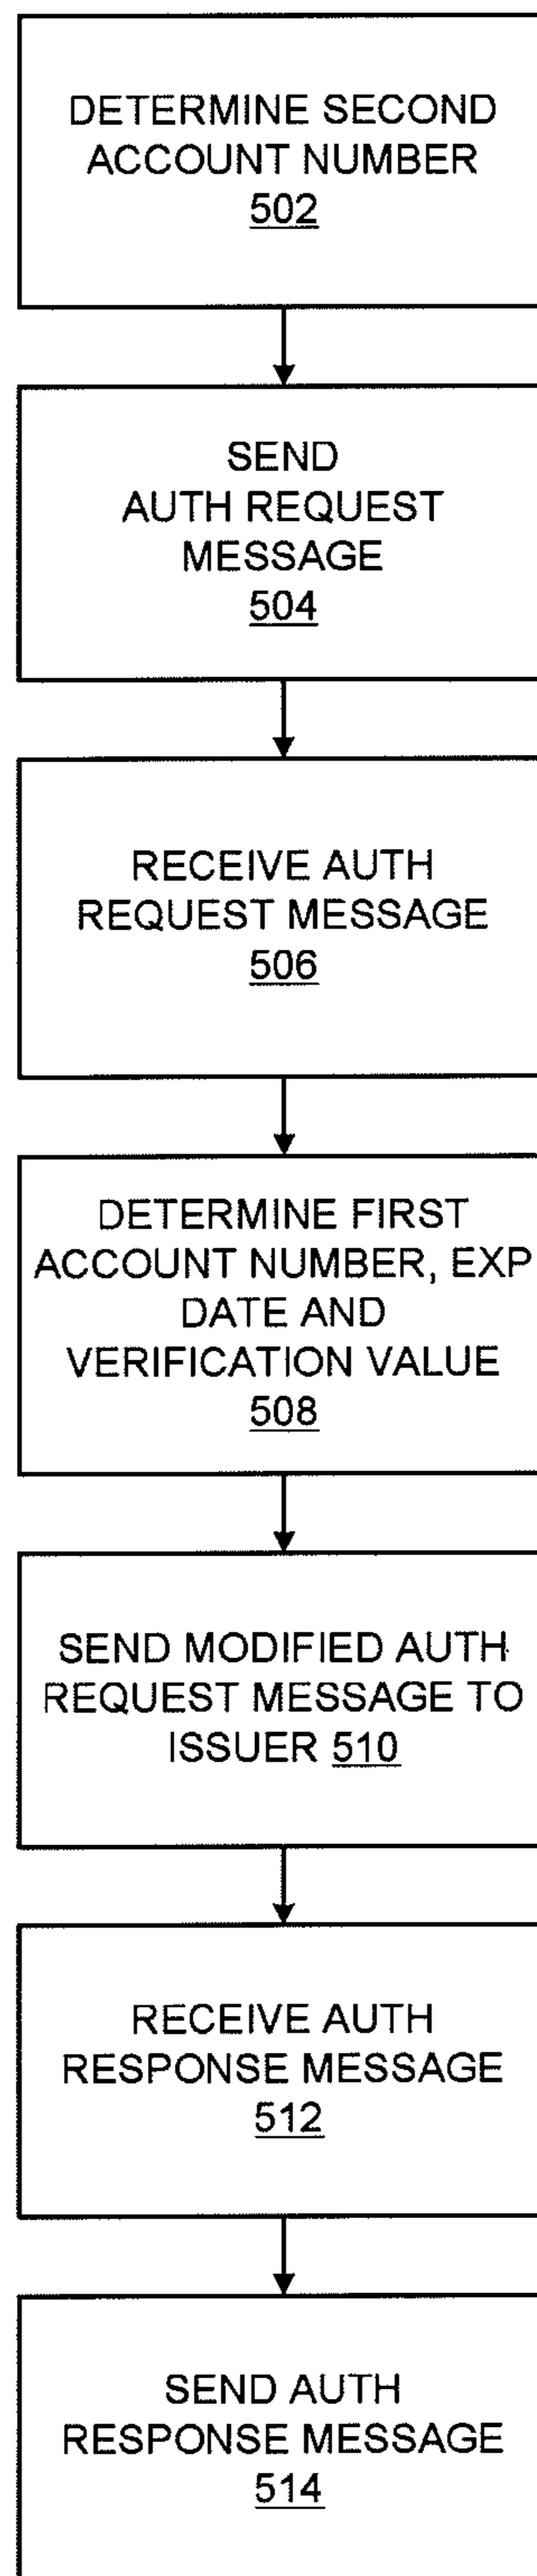 DETERMINE SECOND
ACCOUNT NUMBER
502
SEND
AUTH REQUEST
MESSAGE
504
RECEIVE AUTH
REQUEST MESSAGE
506
DETERMINE FIRST
ACCOUNT NUMBER, EXP
DATE AND
VERIFICATION VALUE
508
SEND MODIFIED AUTH
REQUEST MESSAGE TO
ISSUER 510
RECEIVE AUTH
RESPONSE MESSAGE
512
SEND AUTH
RESPONSE MESSAGE
514